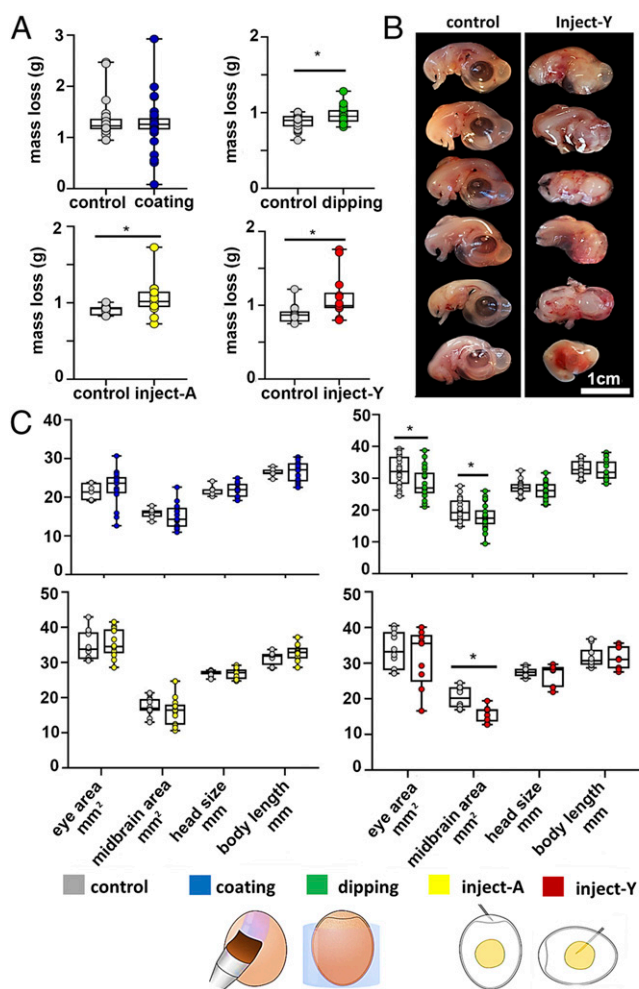 A
mass loss (g)
3
2
1
0
control coating
*
mass loss (g)
2
1
0
control dipping
*
mass loss (g)
2
1
0
control inject-A
*
mass loss (g)
2
1
0
control inject-Y
B
control Inject-Y
1cm
C
40
30
20
10
0
* *
40
30
20
10
0
50
40
30
20
10
0
eye area
mm²
midbrain area
mm²
head size
mm
body length
mm
*
50
40
30
20
10
0
eye area
mm²
midbrain area
mm²
head size
mm
body length
mm
control coating dipping inject-A inject-Y